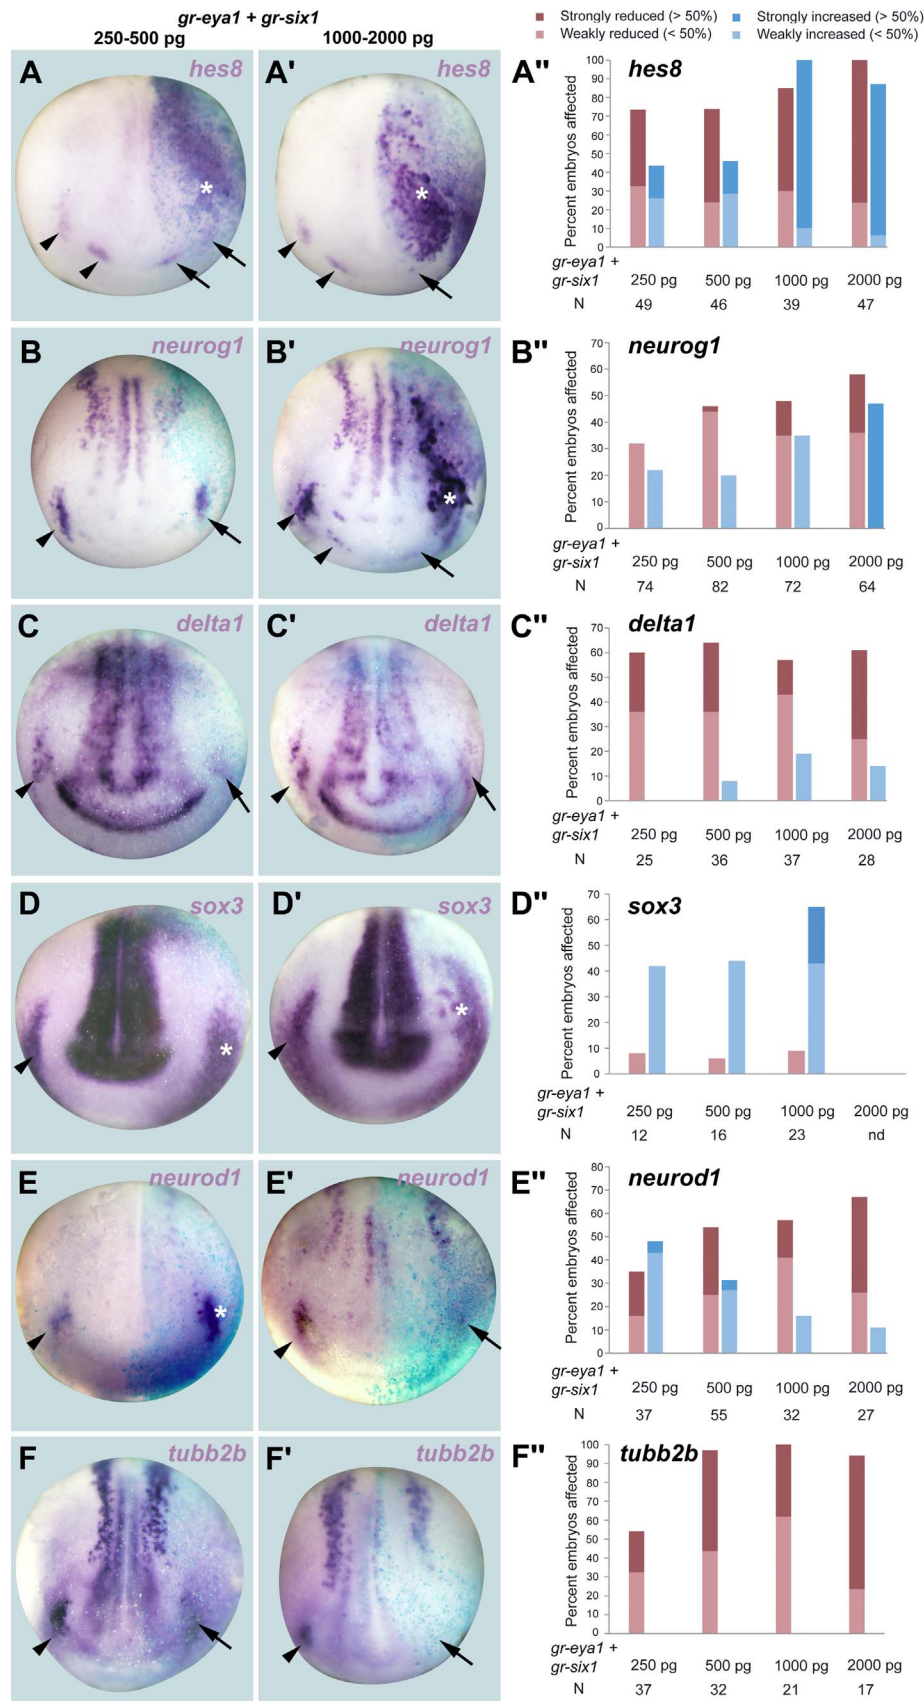 gr-eya1 + gr-six1
250-500 pg 1000-2000 pg
Strongly reduced (> 50%) Strongly increased (> 50%)
Weakly reduced (< 50%) Weakly increased (< 50%)
A hes8 A' hes8 A" hes8
Percent embryos affected
100
90
80
70
60
50
40
30
20
10
0
gr-eya1 +
gr-six1 250 pg 500 pg 1000 pg 2000 pg
N 49 46 39 47
B neurog1 B' neurog1 B" neurog1
Percent embryos affected
70
60
50
40
30
20
10
0
gr-eya1 +
gr-six1 250 pg 500 pg 1000 pg 2000 pg
N 74 82 72 64
C delta1 C' delta1 C" delta1
Percent embryos affected
70
60
50
40
30
20
10
0
gr-eya1 +
gr-six1 250 pg 500 pg 1000 pg 2000 pg
N 25 36 37 28
D sox3 D' sox3 D" sox3
Percent embryos affected
70
60
50
40
30
20
10
0
gr-eya1 +
gr-six1 250 pg 500 pg 1000 pg 2000 pg
N 12 16 23 nd
E neurod1 E' neurod1 E" neurod1
Percent embryos affected
80
70
60
50
40
30
20
10
0
gr-eya1 +
gr-six1 250 pg 500 pg 1000 pg 2000 pg
N 37 55 32 27
F tubb2b F' tubb2b F" tubb2b
Percent embryos affected
100
90
80
70
60
50
40
30
20
10
0
gr-eya1 +
gr-six1 250 pg 500 pg 1000 pg 2000 pg
N 37 32 21 17